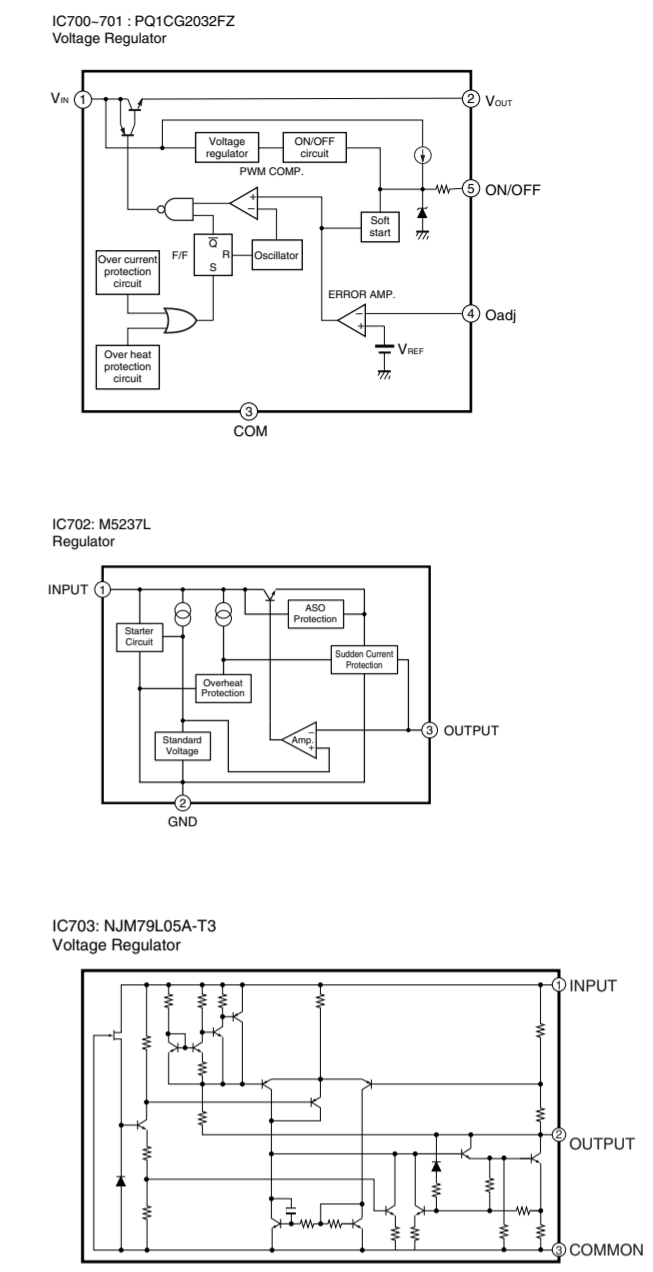 IC700~701 : PQ1CG2032FZ
Voltage Regulator
VIN 1
2 VOUT
Voltage
regulator
ON/OFF
circuit
PWM COMP.
5 ON/OFF
+
−
Soft
start
Q
F/F
R
S
Oscillator
Over current
protection
circuit
ERROR AMP.
−
+
4 Oadj
VREF
Over heat
protection
circuit
3
COM
IC702: M5237L
Regulator
INPUT 1
ASO
Protection
Starter
Circuit
Sudden Current
Protection
Overheat
Protection
Standard
Voltage
Amp.
−
+
3 OUTPUT
2
GND
IC703: NJM79L05A-T3
Voltage Regulator
1 INPUT
2 OUTPUT
3 COMMON